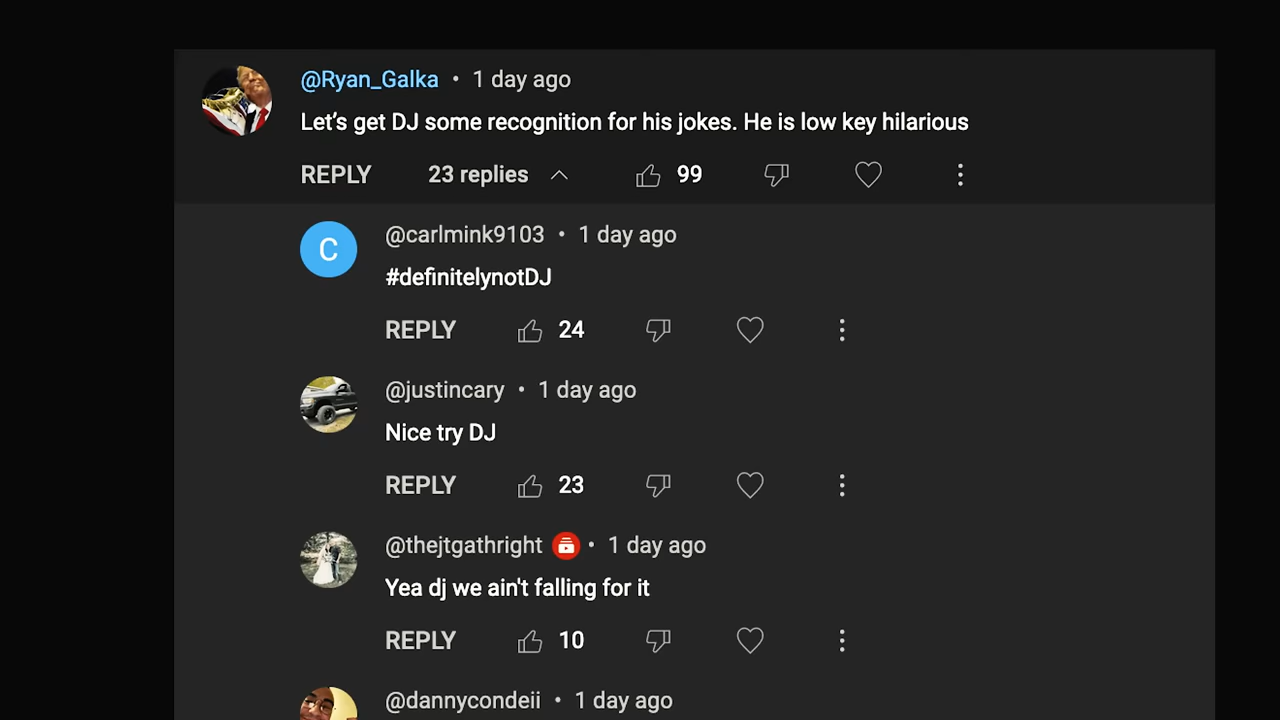 @Ryan_Galka • 1 day ago
Let's get DJ some recognition for his jokes. He is low key hilarious
REPLY 23 replies 99
C
@carlmink9103 • 1 day ago
#definitelynotDJ
REPLY 24
@justincary • 1 day ago
Nice try DJ
REPLY 23
@thejtgathright • 1 day ago
Yea dj we ain't falling for it
REPLY 10
@dannycondeii • 1 day ago